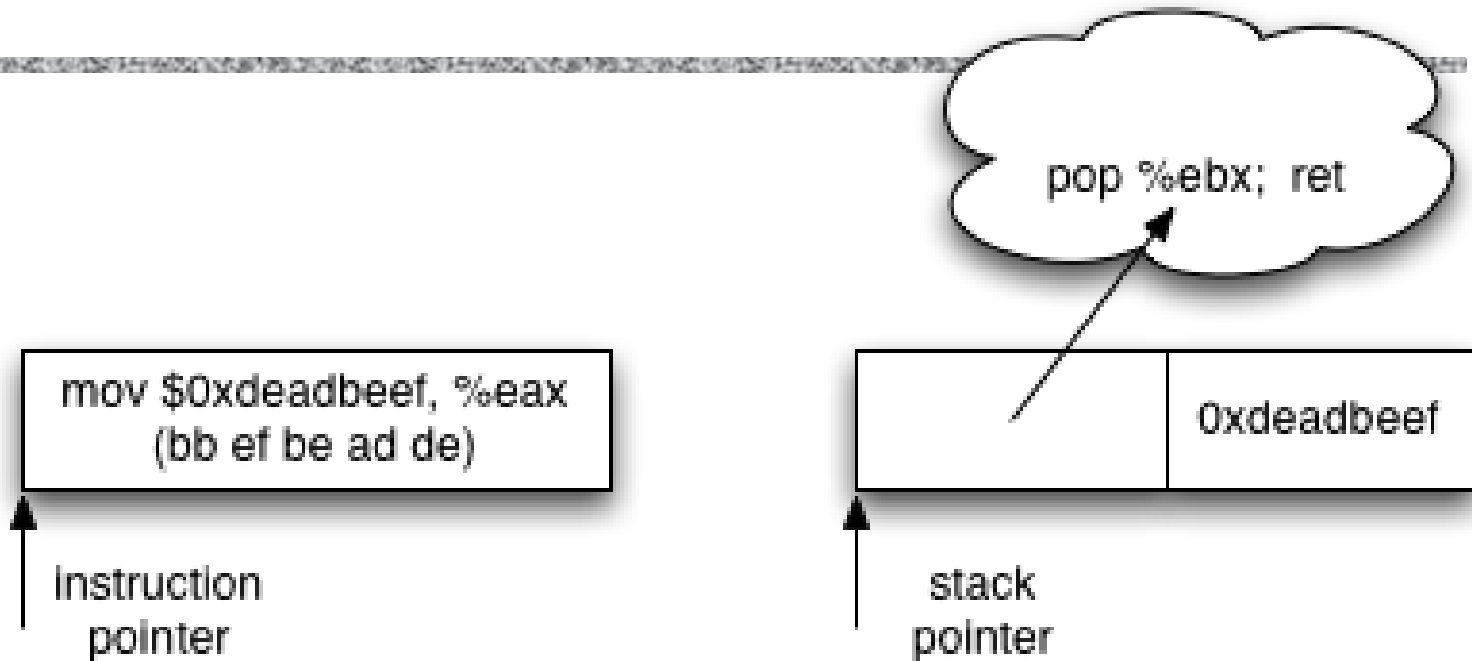 pop %ebx; ret
mov $0xdeadbeef, %eax
(bb ef be ad de)
0xdeadbeef
instruction
pointer
stack
pointer